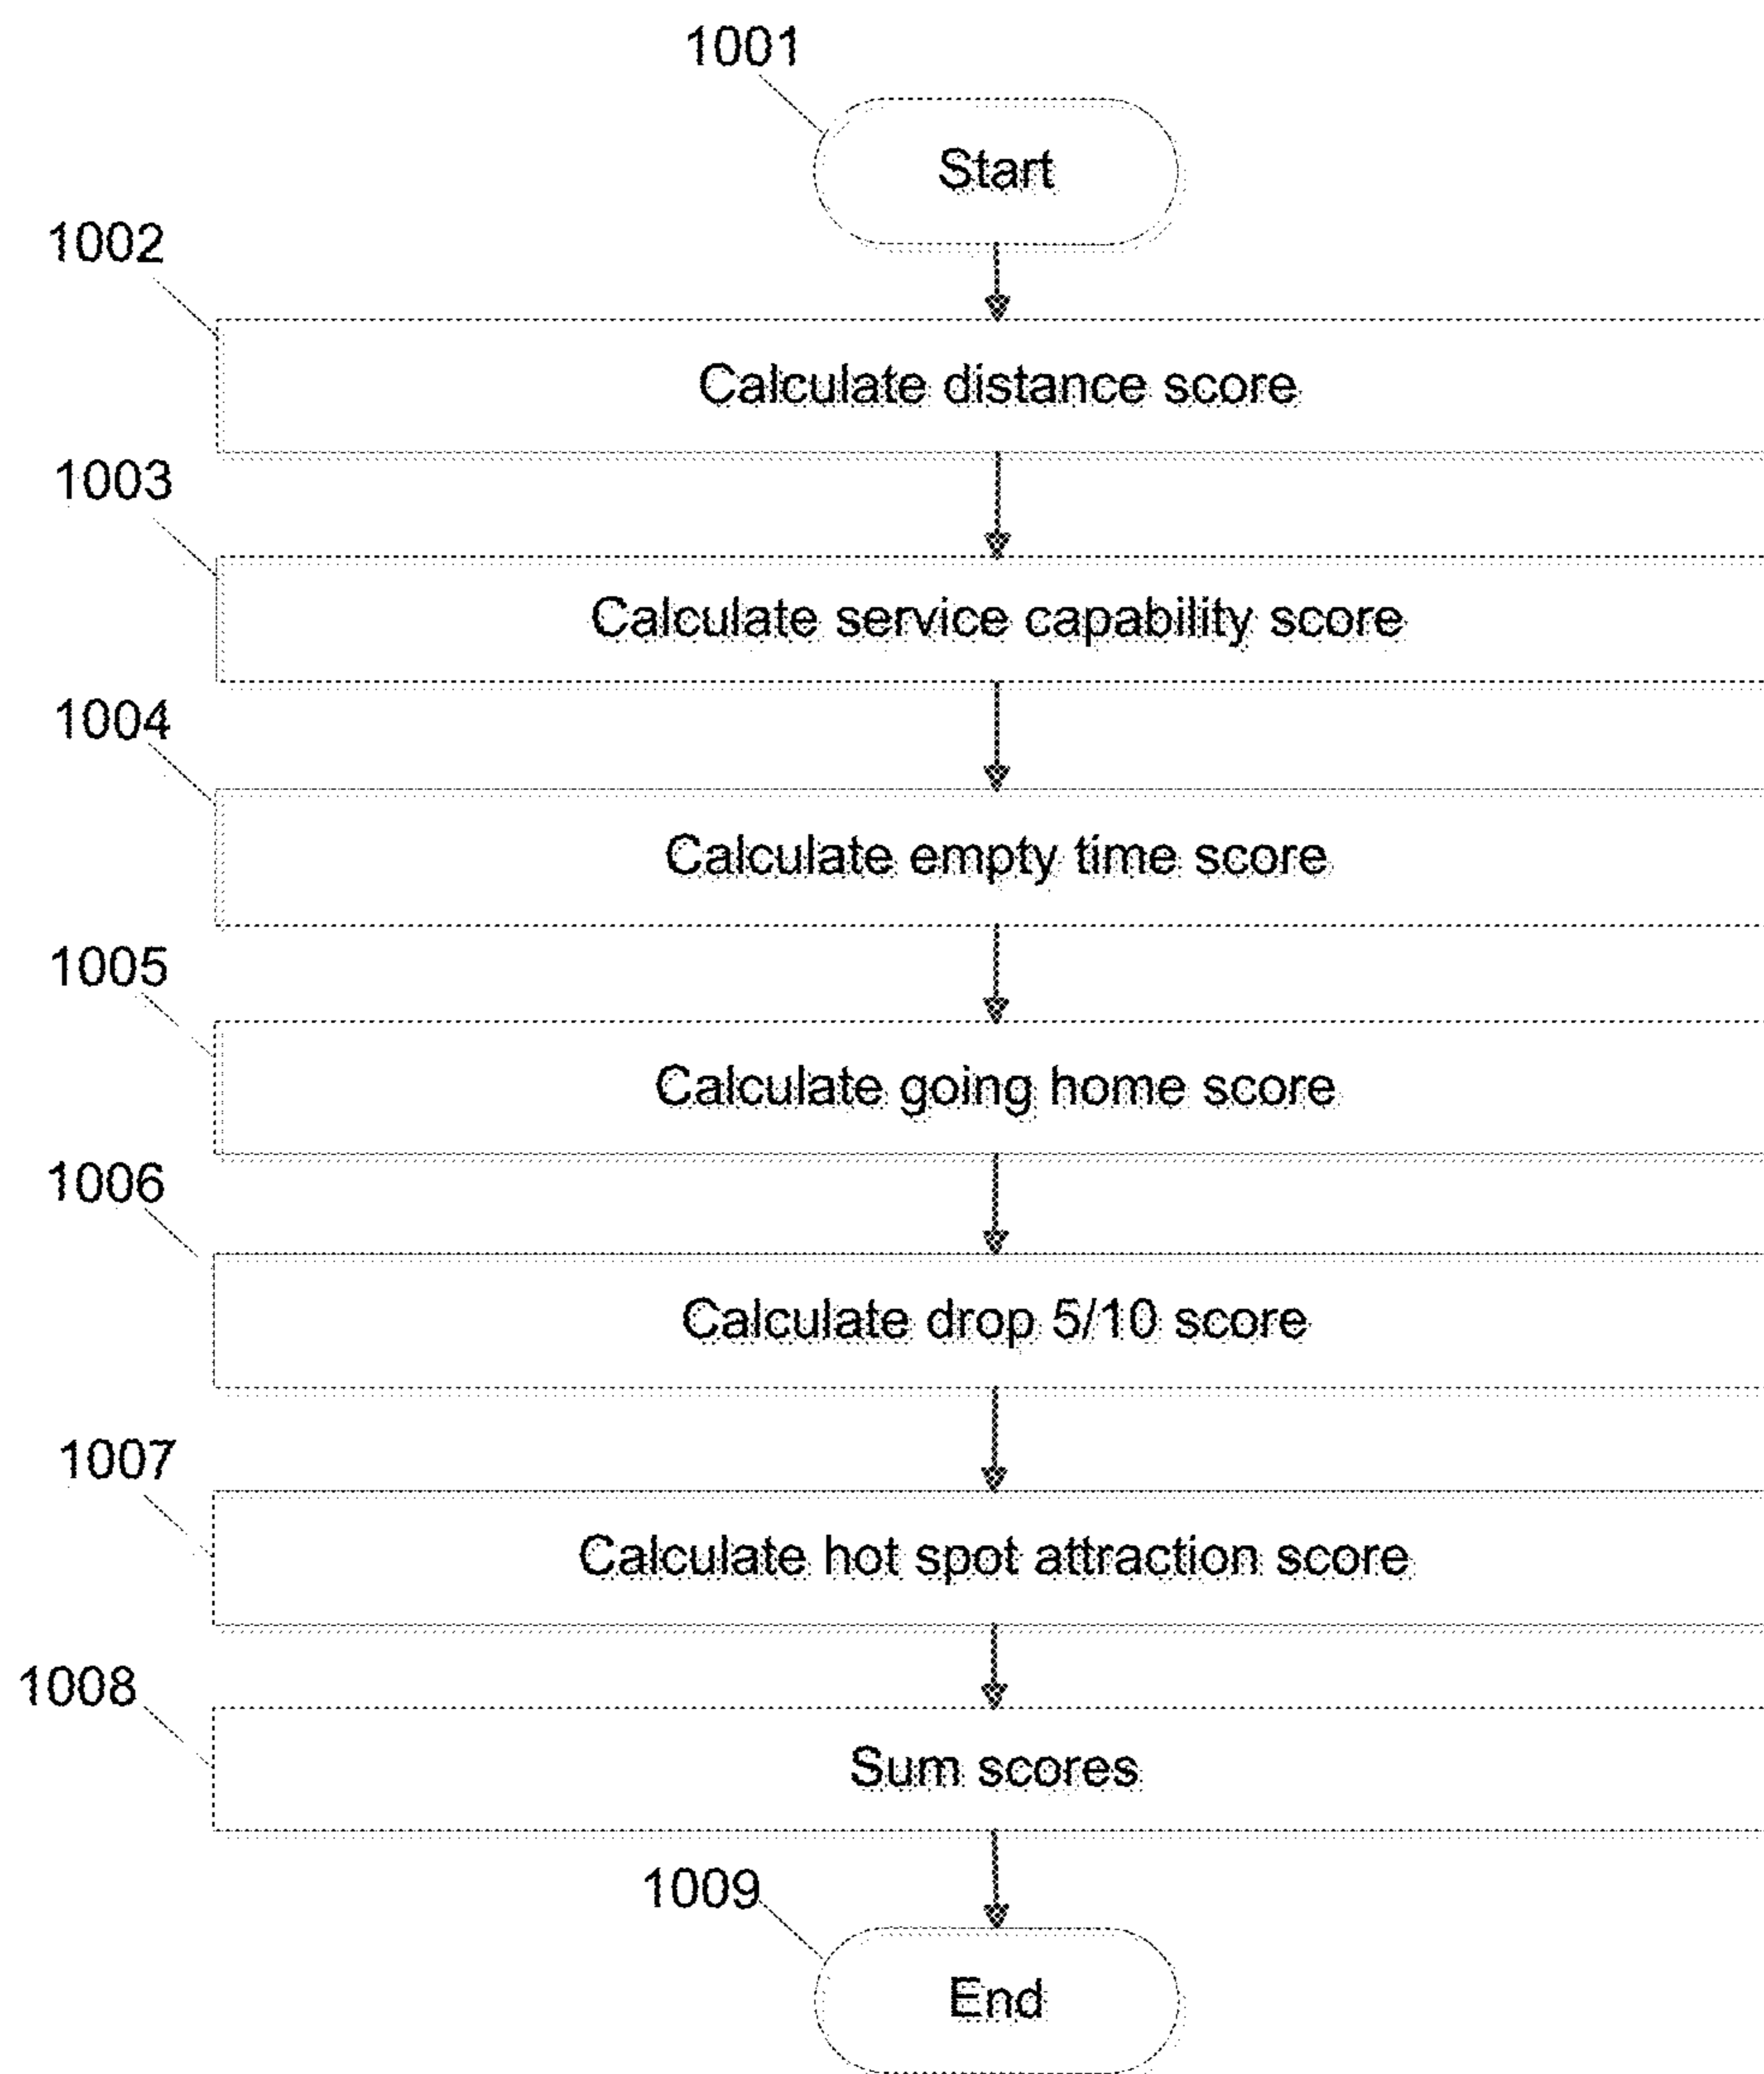 1001
Start
1002
Calculate distance score
1003
Calculate service capability score
1004
Calculate empty time score
1005
Calculate going home score
1006
Calculate drop 5/10 score
1007
Calculate hot spot attraction score
1008
Sum scores
1009
End